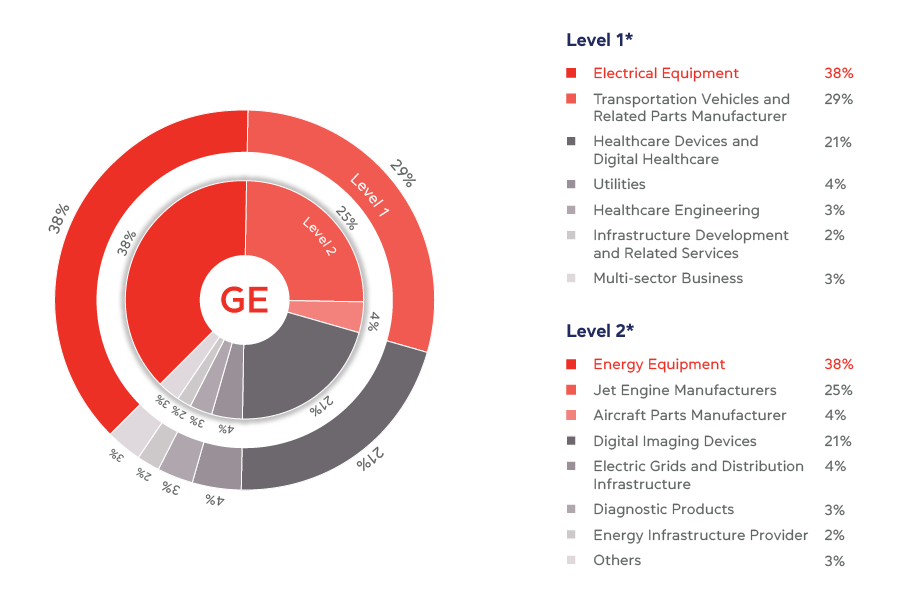 38%
29%
Level 1
38%
25%
Level 2
GE
4%
21%
4%
3%
2%
3%
21%
4%
3%
2%
3%
Level 1*
Electrical Equipment 38%
Transportation Vehicles and 29%
Related Parts Manufacturer
Healthcare Devices and 21%
Digital Healthcare
Utilities 4%
Healthcare Engineering 3%
Infrastructure Development 2%
and Related Services
Multi-sector Business 3%
Level 2*
Energy Equipment 38%
Jet Engine Manufacturers 25%
Aircraft Parts Manufacturer 4%
Digital Imaging Devices 21%
Electric Grids and Distribution 4%
Infrastructure
Diagnostic Products 3%
Energy Infrastructure Provider 2%
Others 3%